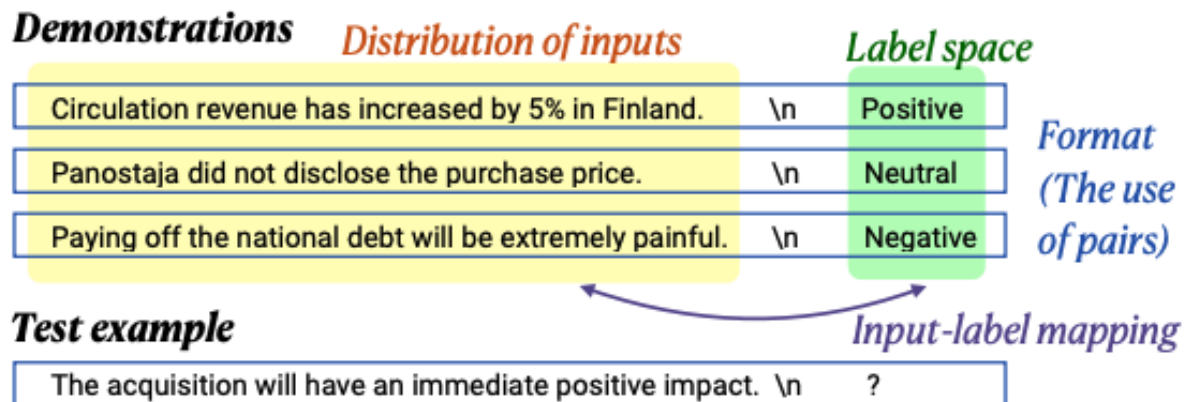 Demonstrations
Distribution of inputs
Label space
Circulation revenue has increased by 5% in Finland. \n Positive
Panostaja did not disclose the purchase price. \n Neutral
Paying off the national debt will be extremely painful. \n Negative
Format
(The use
of pairs)
Test example
Input-label mapping
The acquisition will have an immediate positive impact. \n ?